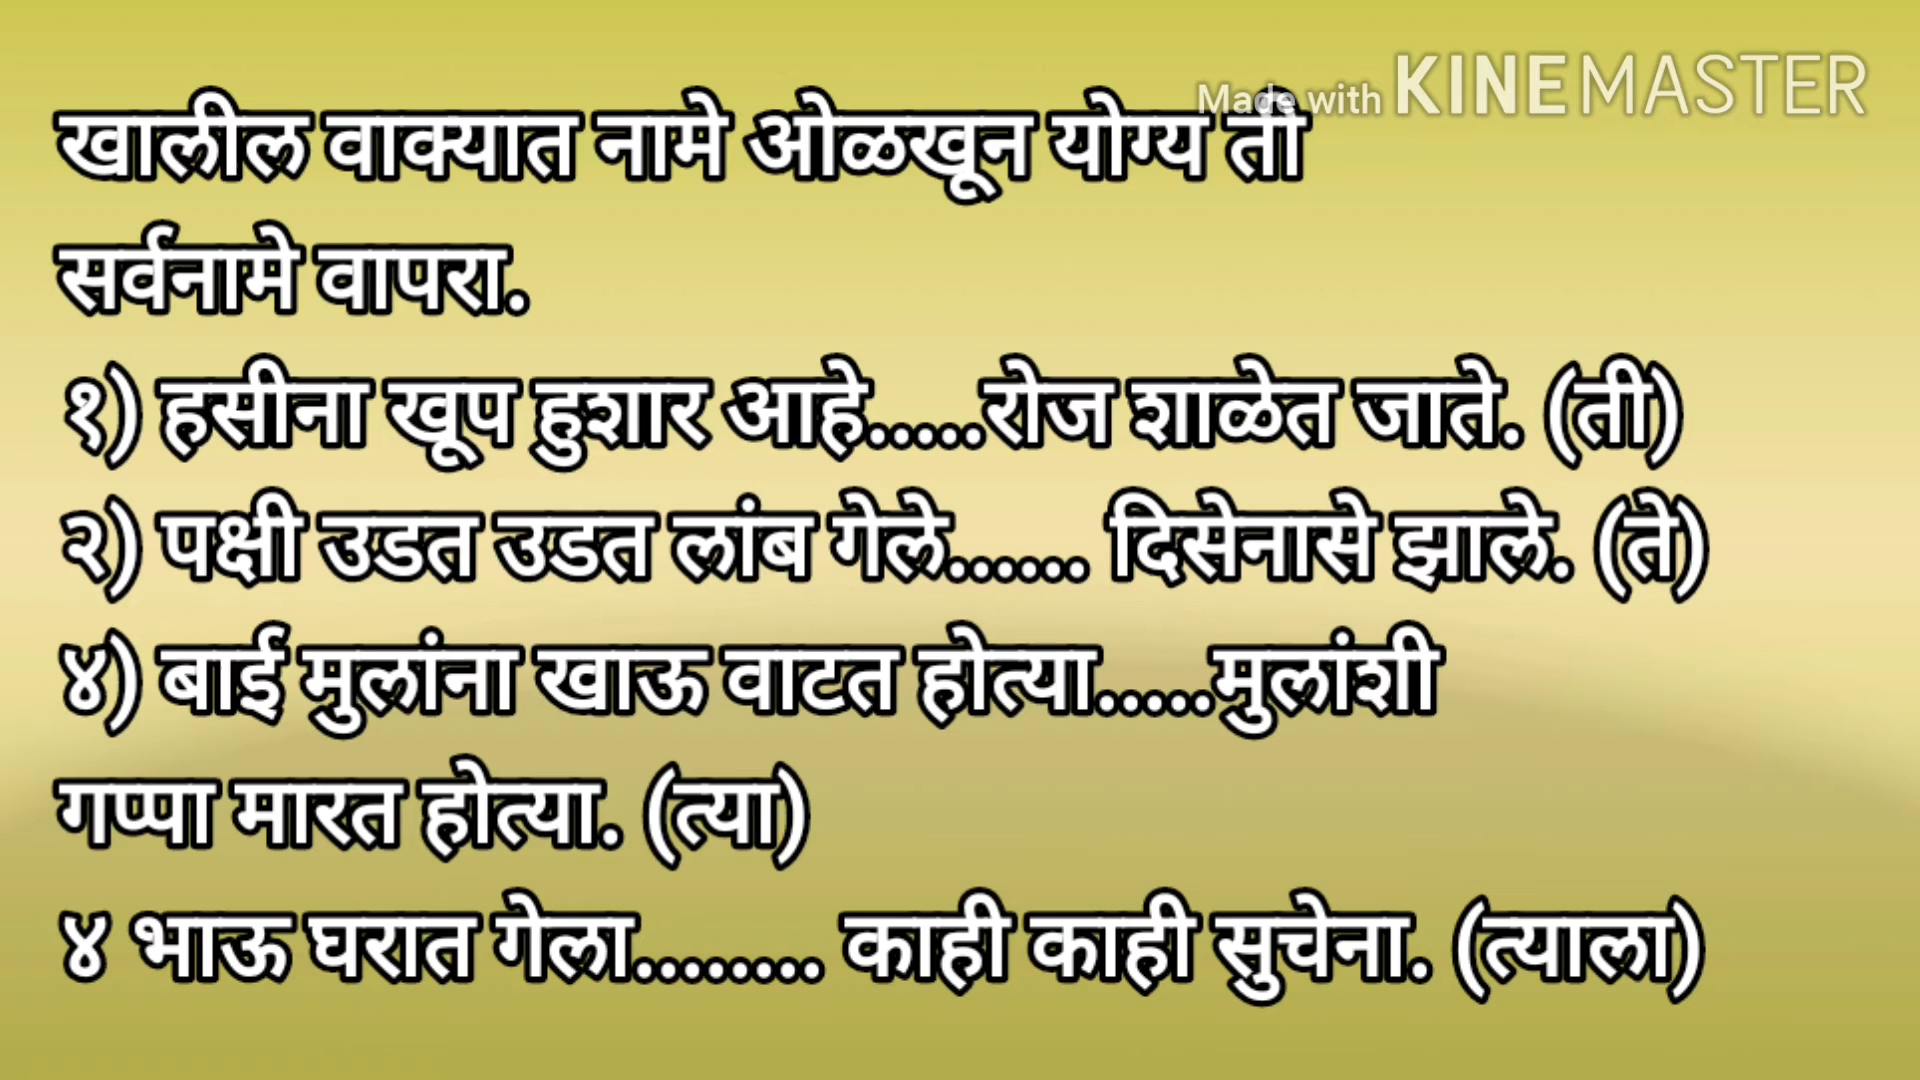 Made with KINEMASTER
खालील वाक्यात नामे ओळखून योग्य ती
सर्वनामे वापरा.
१) हसीना खूप हुशार आहे.....रोज शाळेत जाते. (ती)
२) पक्षी उडत उडत लांब गेले...... दिसेनासे झाले. (ते)
४) बाई मुलांना खाऊ वाटत होत्या.....मुलांशी
गप्पा मारत होत्या. (त्या)
४ भाऊ घरात गेला........ काही काही सुचेना. (त्याला)